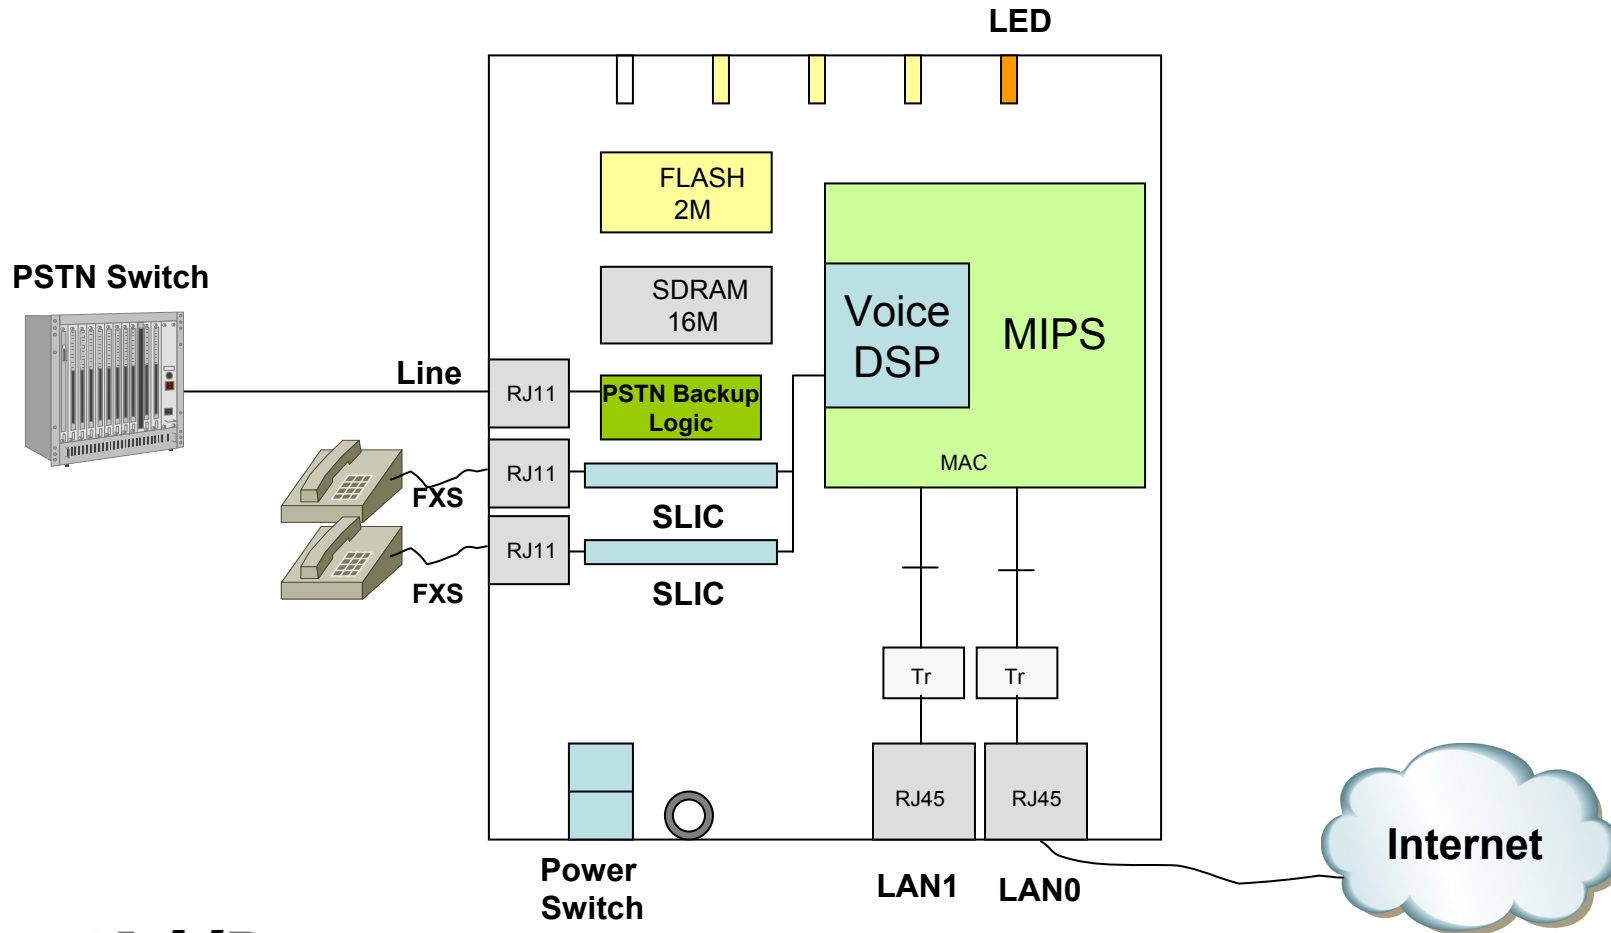 LED
FLASH
2M
PSTN Switch
SDRAM
16M
Voice
DSP
MIPS
Line
RJ11
PSTN Backup
Logic
MAC
RJ11
FXS
SLIC
RJ11
FXS
SLIC
Tr
Tr
RJ45
RJ45
Internet
Power
Switch
LAN1
LAN0